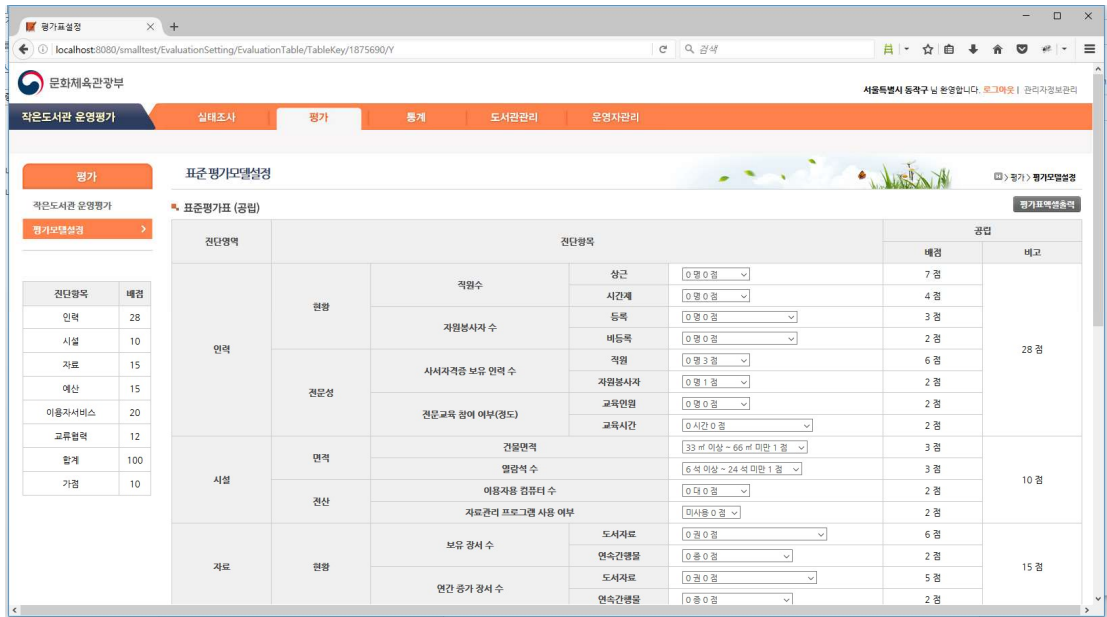 평가표설정
localhost:8080/smalltest/EvaluationSetting/EvaluationTable/TableKey/1875690/Y
검색
문화체육관광부
서울특별시 동작구 님 환영합니다. 로그아웃 | 관리자정보관리
작은도서관 운영평가 실태조사 평가 통계 도서관관리 운영자관리
평가
작은도서관 운영평가
평가모델설정
진단항목 배점
인력 28
시설 10
자료 15
예산 15
이용자서비스 20
교류협력 12
합계 100
가점 10
표준 평가모델설정
> 평가 > 평가모델설정
표준평가표 (공립)
평가표엑셀출력
진단영역 진단항목 공립
배점 비고
인력 현황 직원수 상근 0 명 0 점 7 점 28 점
시간제 0 명 0 점 4 점
자원봉사자 수 등록 0 명 0 점 3 점
비등록 0 명 0 점 2 점
전문성 사서자격증 보유 인력 수 직원 0 명 3 점 6 점
자원봉사자 0 명 1 점 2 점
전문교육 참여 여부(정도) 교육인원 0 명 0 점 2 점
교육시간 0 시간 0 점 2 점
시설 면적 건물면적 33 ㎡ 이상 ~ 66 ㎡ 미만 1 점 3 점 10 점
열람석 수 6 석 이상 ~ 24 석 미만 1 점 3 점
전산 이용자용 컴퓨터 수 0 대 0 점 2 점
자료관리 프로그램 사용 여부 미사용 0 점 2 점
자료 현황 보유 장서 수 도서자료 0 권 0 점 6 점 15 점
연속간행물 0 종 0 점 2 점
연간 증가 장서 수 도서자료 0 권 0 점 5 점
연속간행물 0 종 0 점 2 점